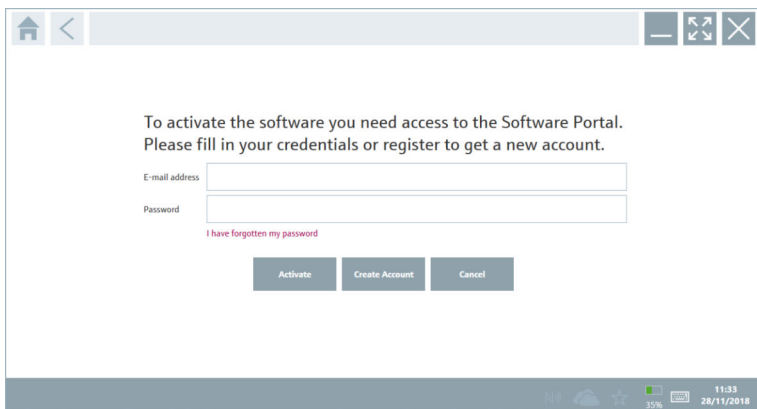 To activate the software you need access to the Software Portal.
Please fill in your credentials or register to get a new account.
E-mail address
Password
I have forgotten my password
Activate Create Account Cancel
11:33
35% 28/11/2018